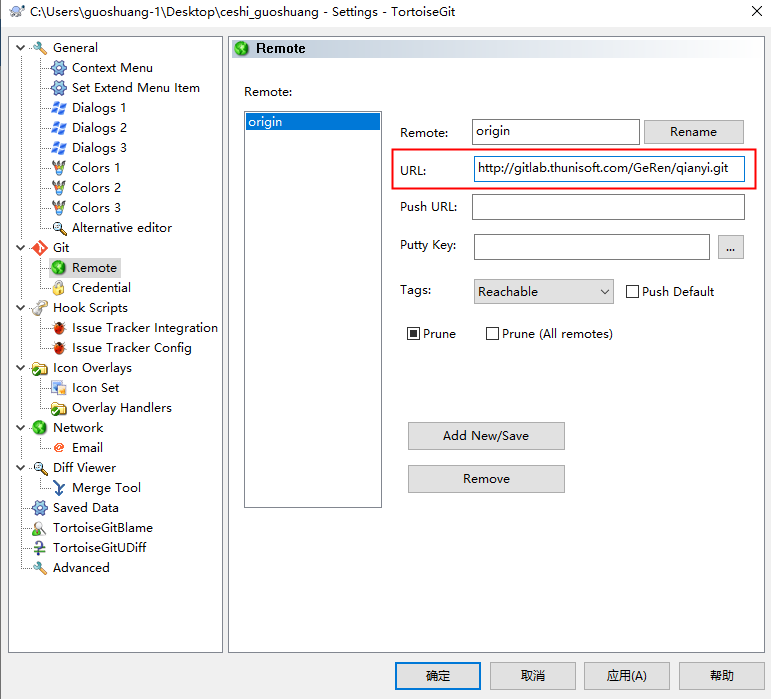 C:\Users\guoshuang-1\Desktop\ceshi_guoshuang - Settings - TortoiseGit
General
Context Menu
Set Extend Menu Item
Dialogs 1
Dialogs 2
Dialogs 3
Colors 1
Colors 2
Colors 3
Alternative editor
Git
Remote
Credential
Hook Scripts
Issue Tracker Integration
Issue Tracker Config
Icon Overlays
Icon Set
Overlay Handlers
Network
Email
Diff Viewer
Merge Tool
Saved Data
TortoiseGitBlame
TortoiseGitUDiff
Advanced
Remote
Remote:
origin
Remote: origin Rename
URL: http://gitlab.thunisoft.com/GeRen/qianyi.git
Push URL:
Putty Key: ...
Tags: Reachable Push Default
Prune Prune (All remotes)
Add New/Save
Remove
确定 取消 应用(A) 帮助